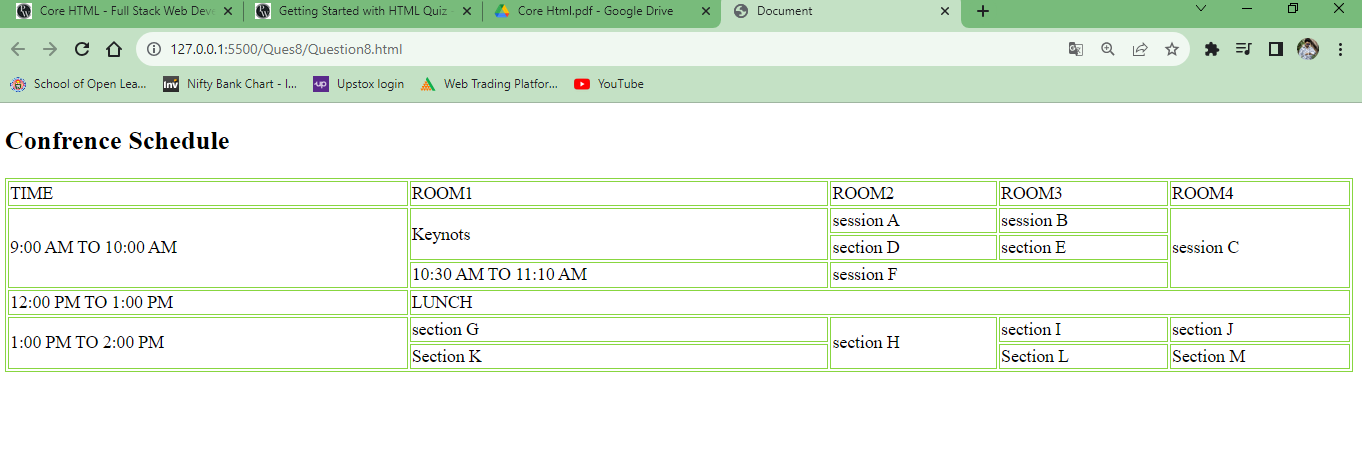 Core HTML - Full Stack Web Deve
Getting Started with HTML Quiz -
Core Html.pdf - Google Drive
Document
127.0.0.1:5500/Ques8/Question8.html
School of Open Lea...
inv Nifty Bank Chart - I...
up Upstox login
Web Trading Platfor...
YouTube
Confrence Schedule
TIME ROOM1 ROOM2 ROOM3 ROOM4
9:00 AM TO 10:00 AM Keynots session A session B session C
section D section E
10:30 AM TO 11:10 AM session F
12:00 PM TO 1:00 PM LUNCH
1:00 PM TO 2:00 PM section G section H section I section J
Section K Section L Section M